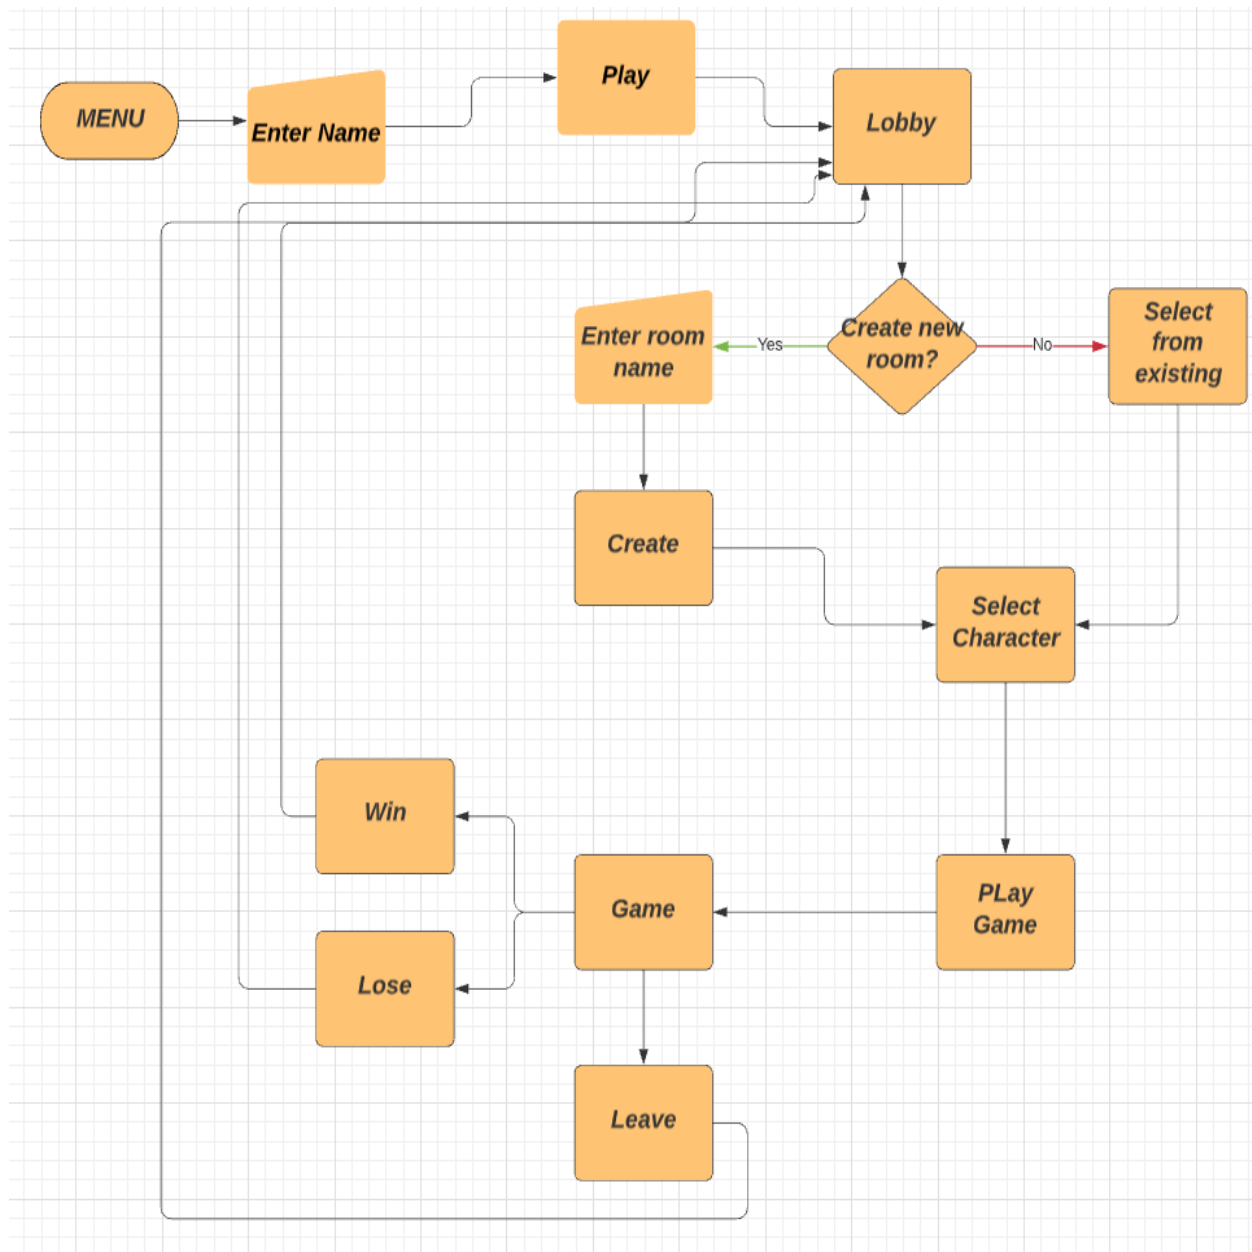 MENU
Enter Name
Play
Lobby
Create new
room?
Yes
No
Enter room
name
Select
from
existing
Create
Select
Character
Win
Game
PLay
Game
Lose
Leave